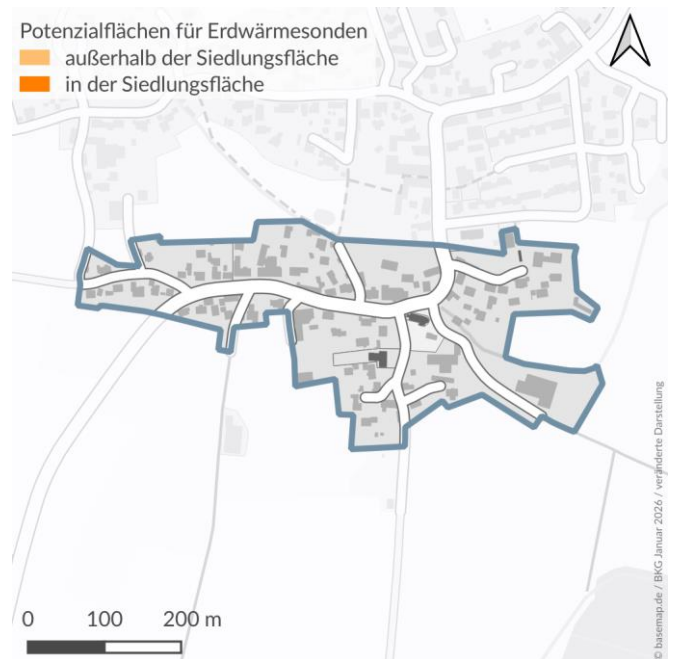 Potenzialflächen für Erdwärmesonden
außerhalb der Siedlungsfläche
in der Siedlungsfläche
© basemap.de / BKG Januar 2026 / veränderte Darstellung
0 100 200 m